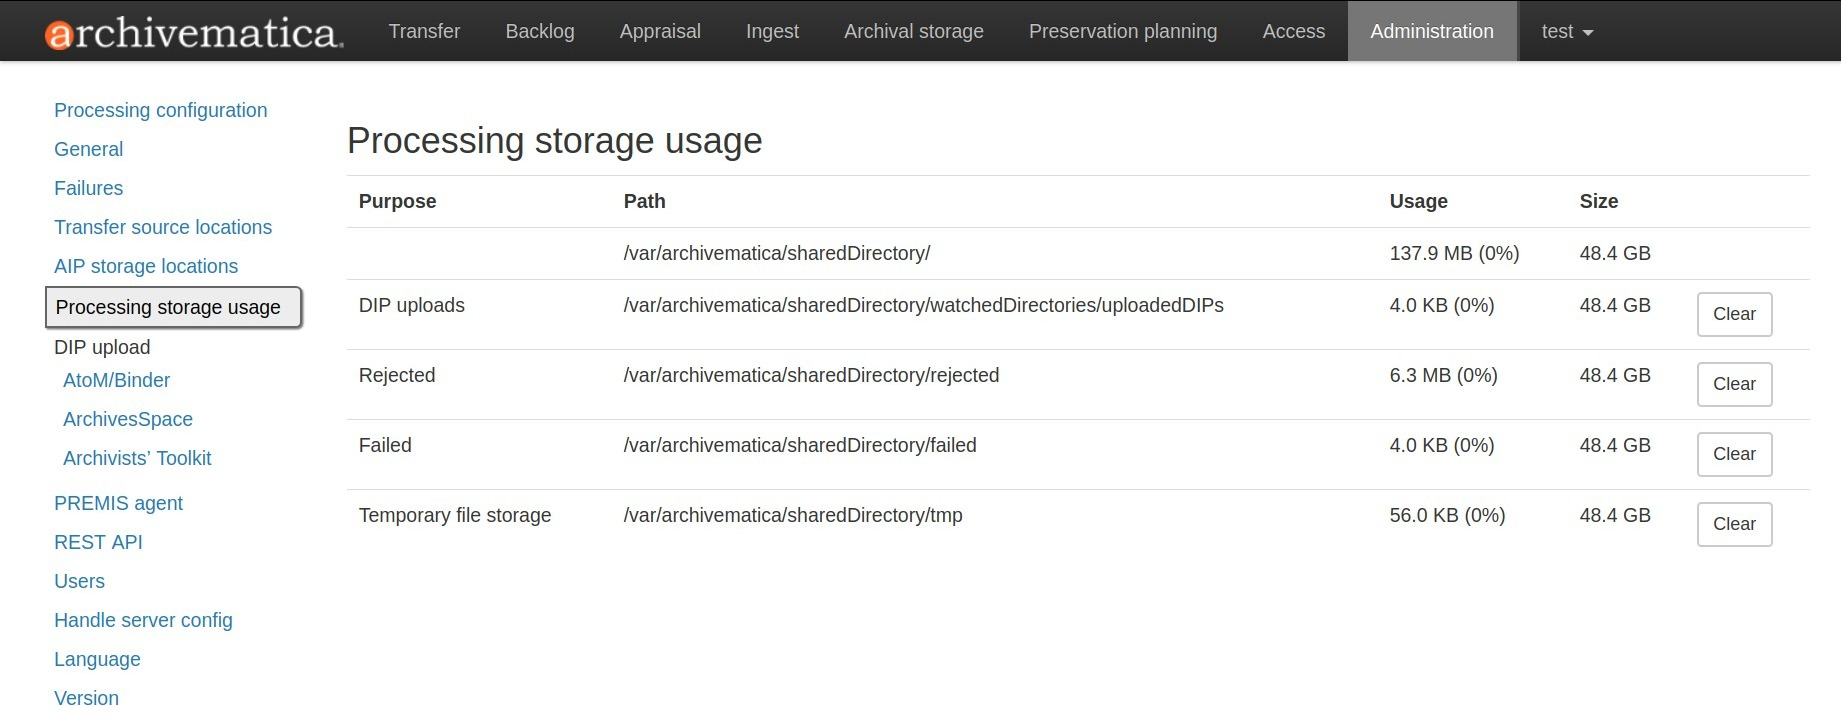 archivematica Transfer Backlog Appraisal Ingest Archival storage Preservation planning Access Administration test
Processing configuration
General
Failures
Transfer source locations
AIP storage locations
Processing storage usage
DIP upload
AtoM/Binder
ArchivesSpace
Archivists’ Toolkit
PREMIS agent
REST API
Users
Handle server config
Language
Version
Processing storage usage
Purpose Path Usage Size
/var/archivematica/sharedDirectory/ 137.9 MB (0%) 48.4 GB
DIP uploads /var/archivematica/sharedDirectory/watchedDirectories/uploadedDIPs 4.0 KB (0%) 48.4 GB Clear
Rejected /var/archivematica/sharedDirectory/rejected 6.3 MB (0%) 48.4 GB Clear
Failed /var/archivematica/sharedDirectory/failed 4.0 KB (0%) 48.4 GB Clear
Temporary file storage /var/archivematica/sharedDirectory/tmp 56.0 KB (0%) 48.4 GB Clear